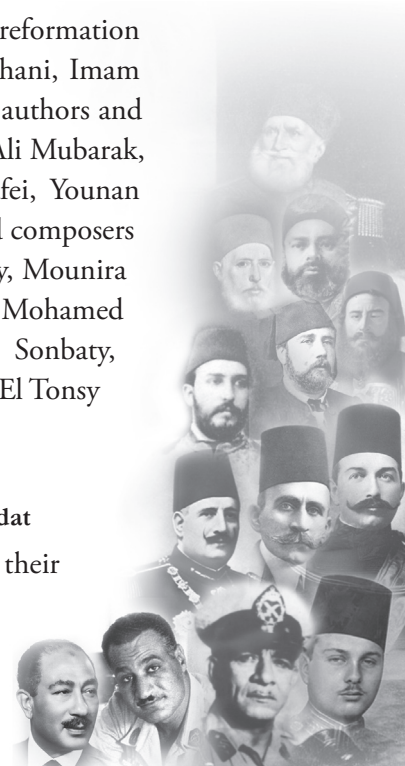 reformation
hani, Imam
authors and
Ali Mubarak,
fei, Younan
l composers
y, Mounira
Mohamed
Sonbaty,
El Tonsy
dat
their